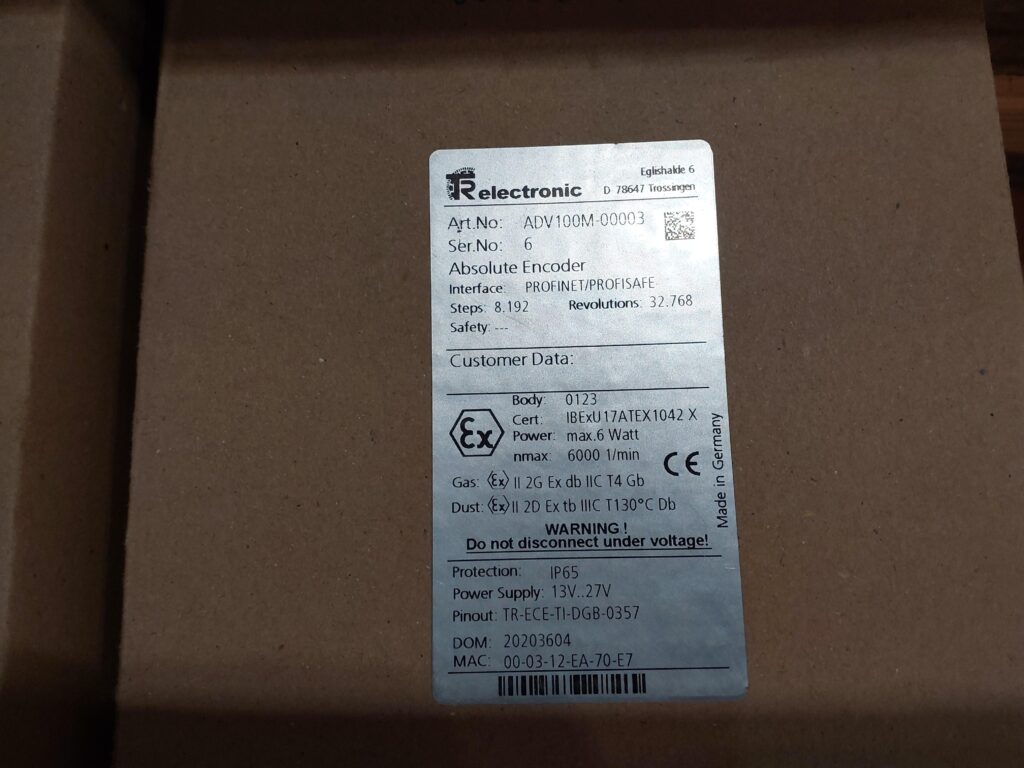 TR electronic
Eglishalde 6
D 78647 Trossingen
Art.No: ADV100M-00003
Ser.No: 6
Absolute Encoder
Interface: PROFINET/PROFISAFE
Steps: 8.192 Revolutions: 32.768
Safety: ---
Customer Data:
Body: 0123
Cert: IBExU17ATEX1042 X
Power: max.6 Watt
nmax: 6000 1/min
Ex
CE
Gas: Ex II 2G Ex db IIC T4 Gb
Dust: Ex II 2D Ex tb IIIC T130°C Db
Made in Germany
WARNING !
Do not disconnect under voltage!
Protection: IP65
Power Supply: 13V..27V
Pinout: TR-ECE-TI-DGB-0357
DOM: 20203604
MAC: 00-03-12-EA-70-E7